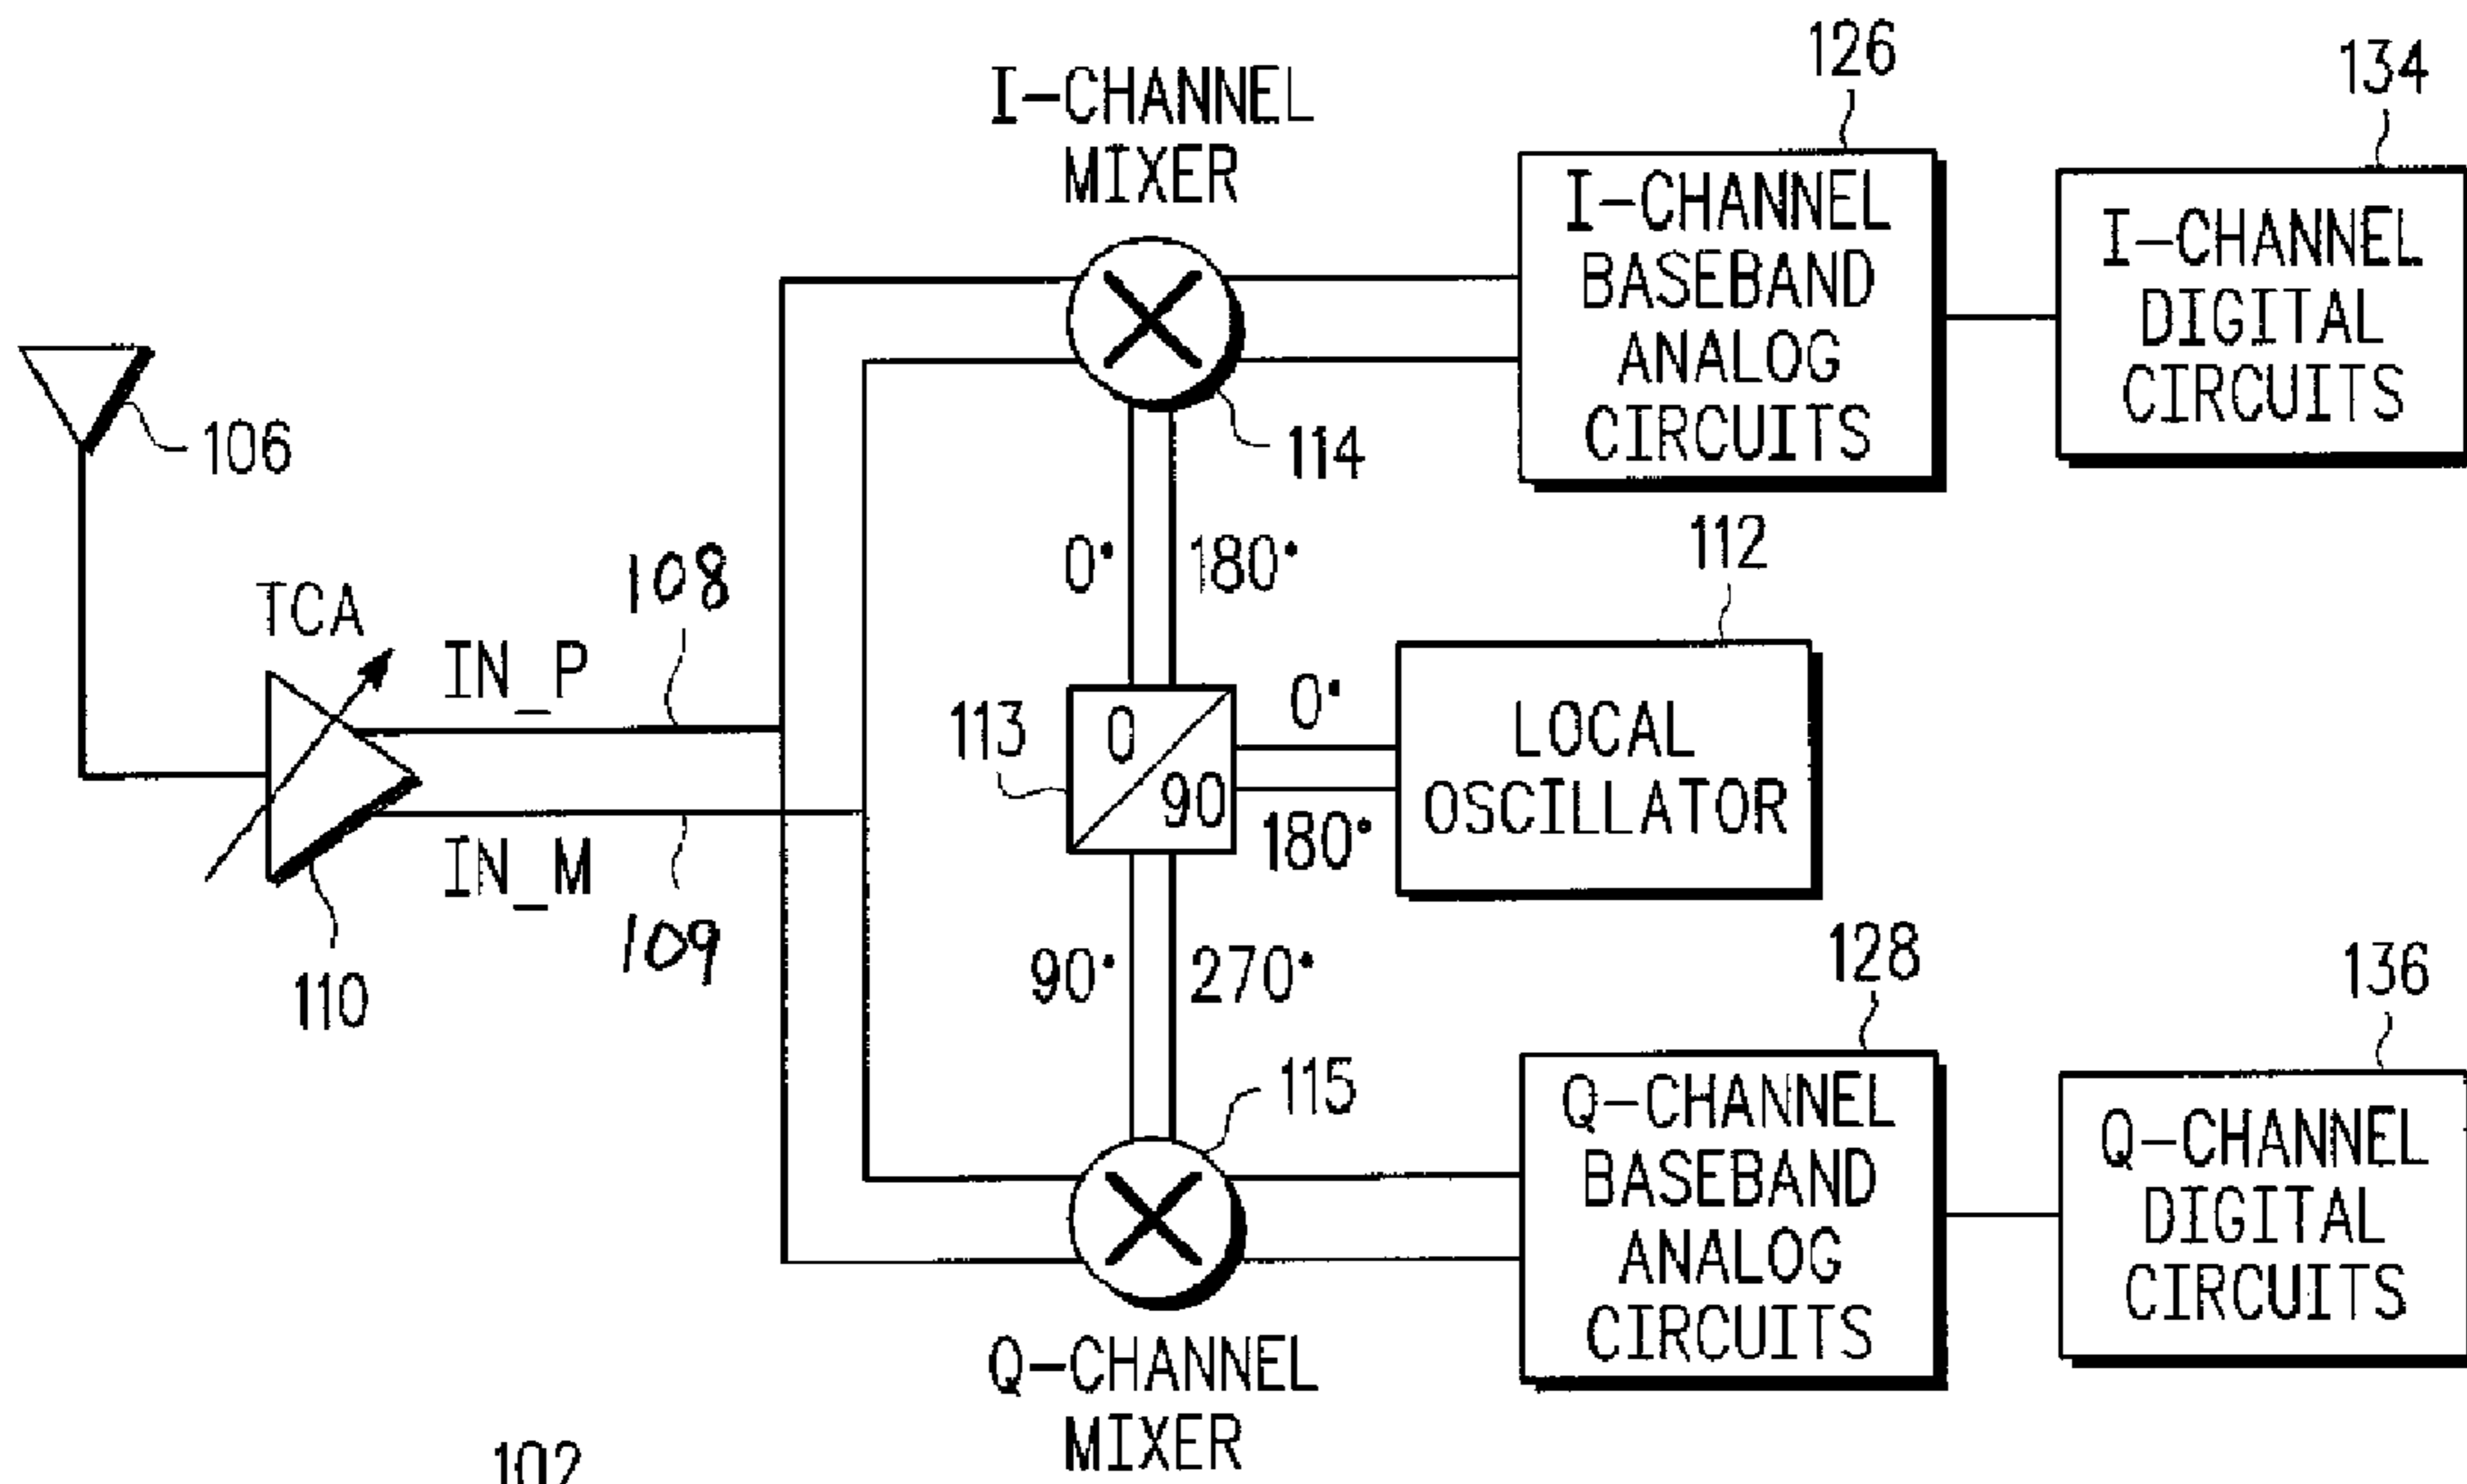 I-CHANNEL
MIXER
126
134
I-CHANNEL
BASEBAND
ANALOG
CIRCUITS
I-CHANNEL
DIGITAL
CIRCUITS
106
114
0°
180°
112
TCA
108
IN_P
113
0
90
0°
180°
LOCAL
OSCILLATOR
IN_M
109
110
90°
270°
128
136
115
Q-CHANNEL
BASEBAND
ANALOG
CIRCUITS
Q-CHANNEL
DIGITAL
CIRCUITS
Q-CHANNEL
MIXER
102